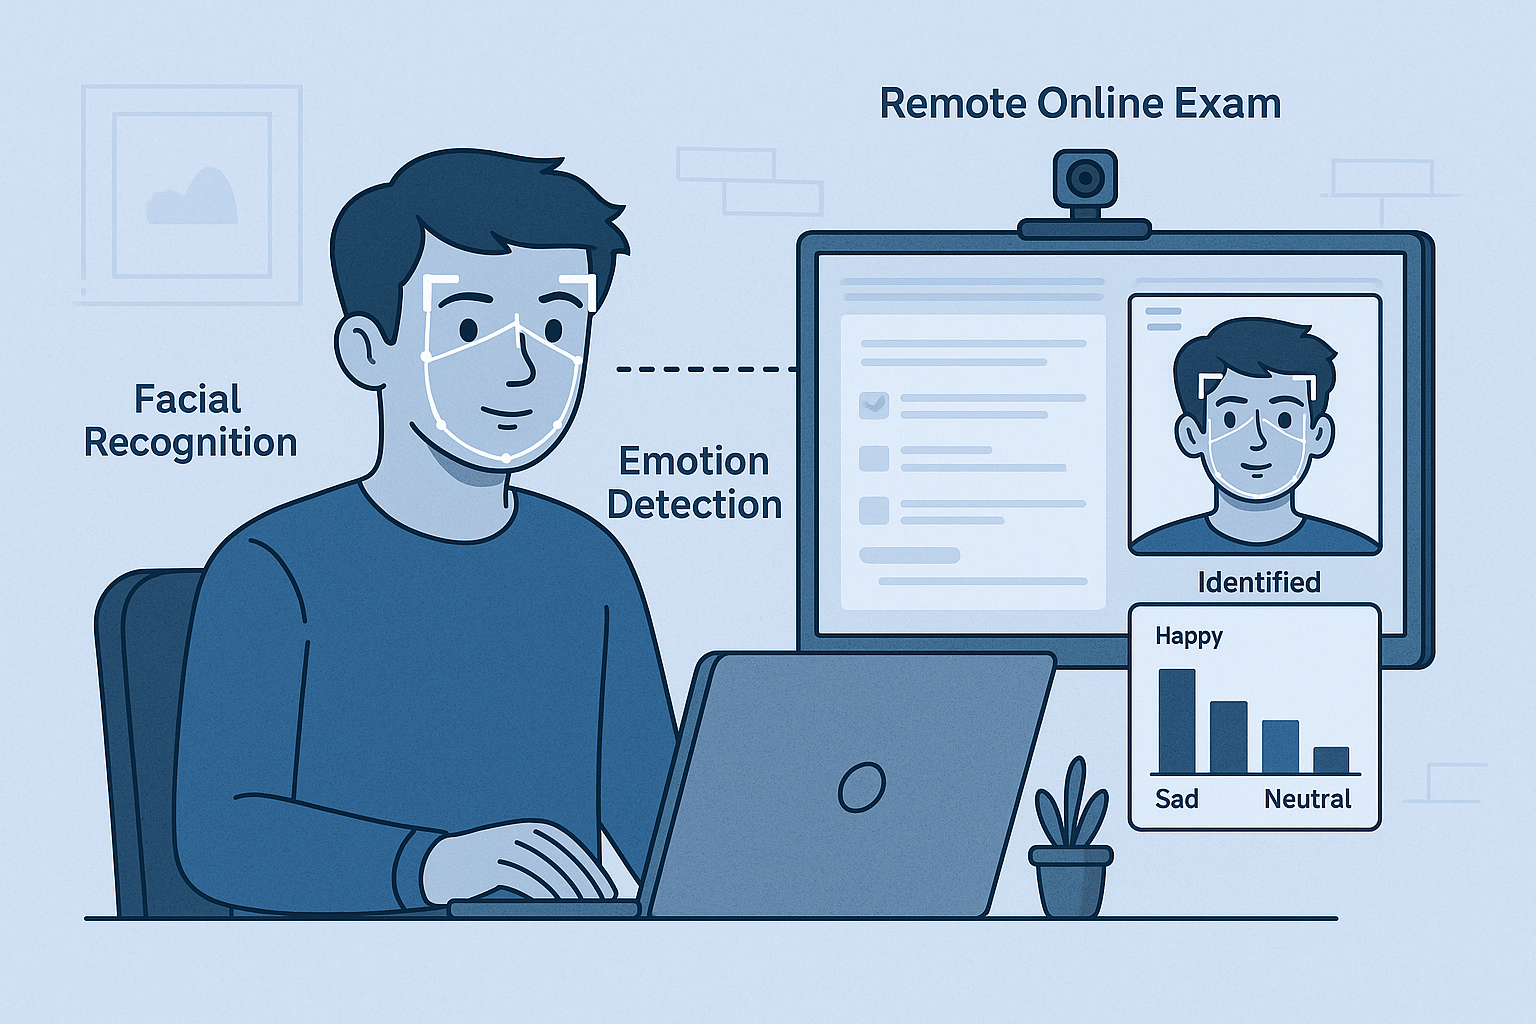 Remote Online Exam
Facial
Recognition
Emotion
Detection
Identified
Happy
Sad
Neutral